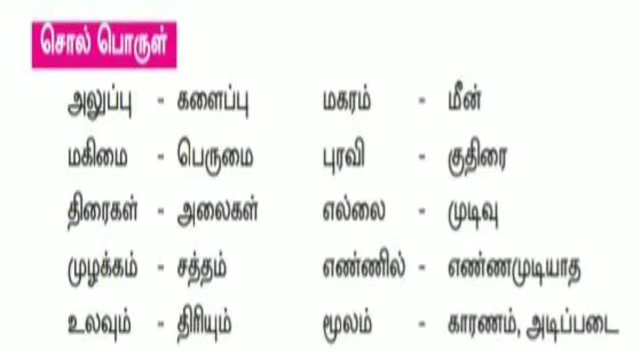 சொல் பொருள்
அலுப்பு - களைப்பு மகரம் - மீன்
மகிமை - பெருமை புரவி - குதிரை
திரைகள் - அலைகள் எல்லை - முடிவு
முழக்கம் - சத்தம் எண்ணில் - எண்ணமுடியாத
உலவும் - திரியும் மூலம் - காரணம், அடிப்படை